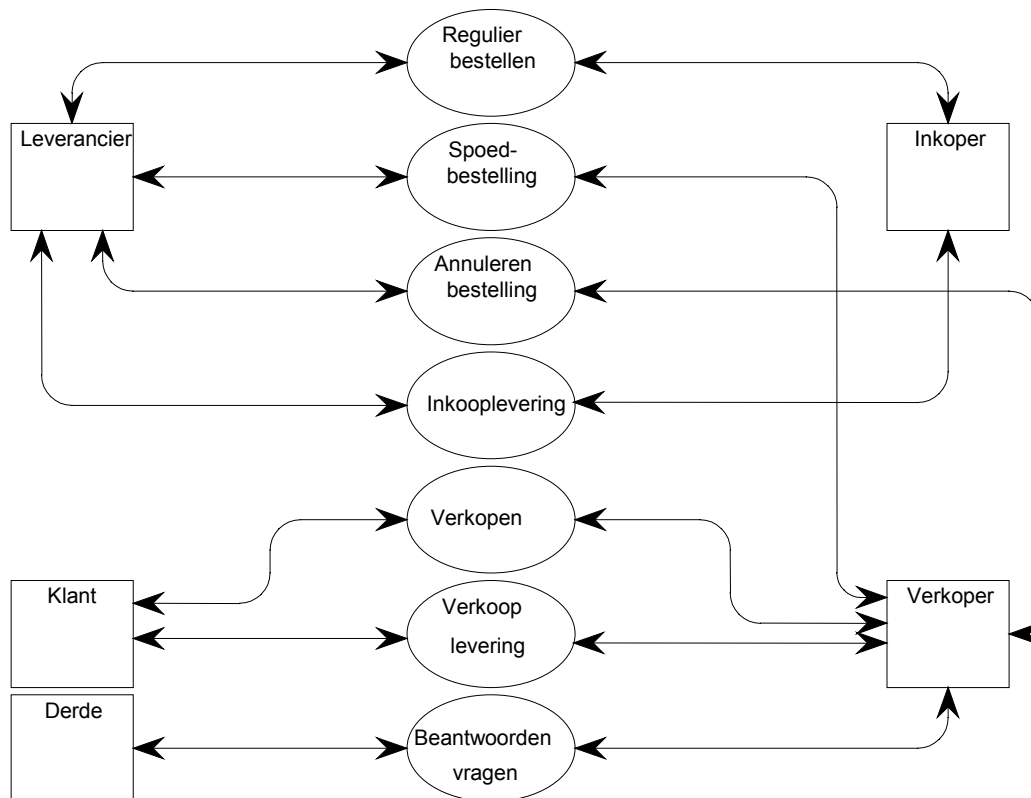 Regulier
bestellen
Leverancier
Inkoper
Spoed-
bestelling
Annuleren
bestelling
Inkooplevering
Verkopen
Klant
Verkoop
levering
Verkoper
Derde
Beantwoorden
vragen